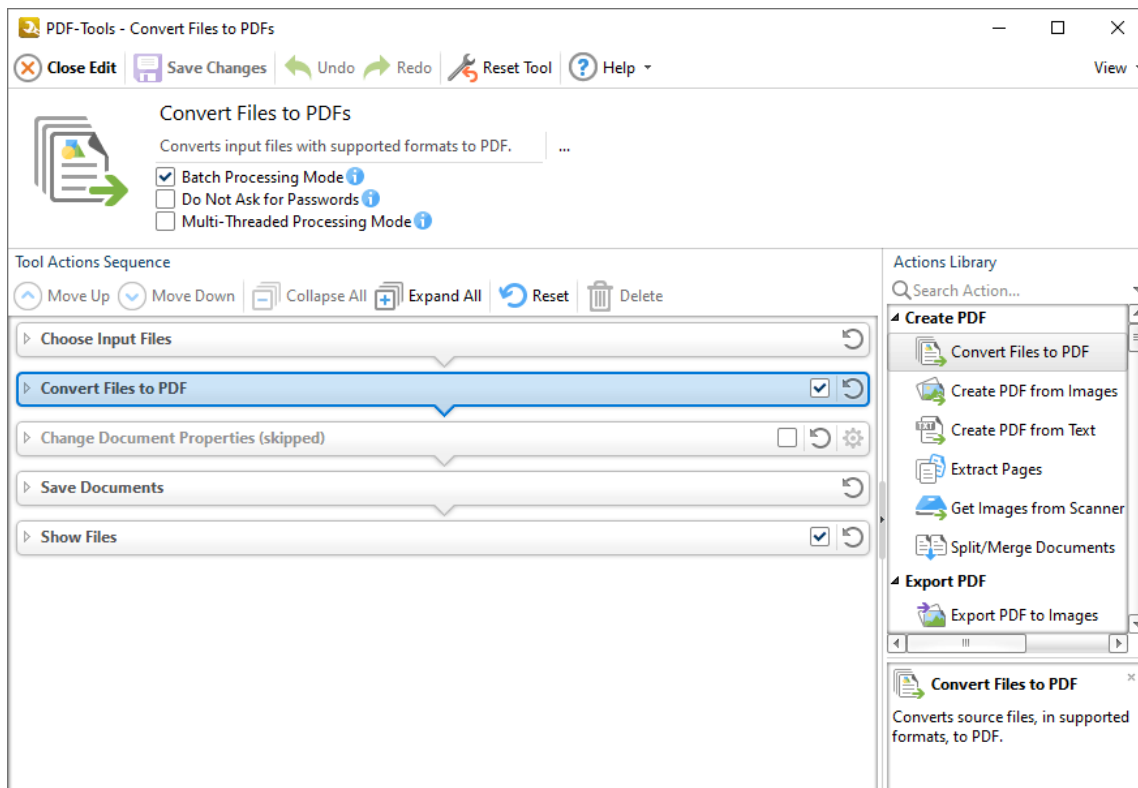 PDF-Tools - Convert Files to PDFs
Close Edit Save Changes Undo Redo Reset Tool Help View
Convert Files to PDFs
Converts input files with supported formats to PDF. ...
Batch Processing Mode
Do Not Ask for Passwords
Multi-Threaded Processing Mode
Tool Actions Sequence
Move Up Move Down Collapse All Expand All Reset Delete
Choose Input Files
Convert Files to PDF
Change Document Properties (skipped)
Save Documents
Show Files
Actions Library
Search Action...
Create PDF
Convert Files to PDF
Create PDF from Images
TXT
Create PDF from Text
Extract Pages
Get Images from Scanner
Split/Merge Documents
Export PDF
Export PDF to Images
Convert Files to PDF
Converts source files, in supported
formats, to PDF.